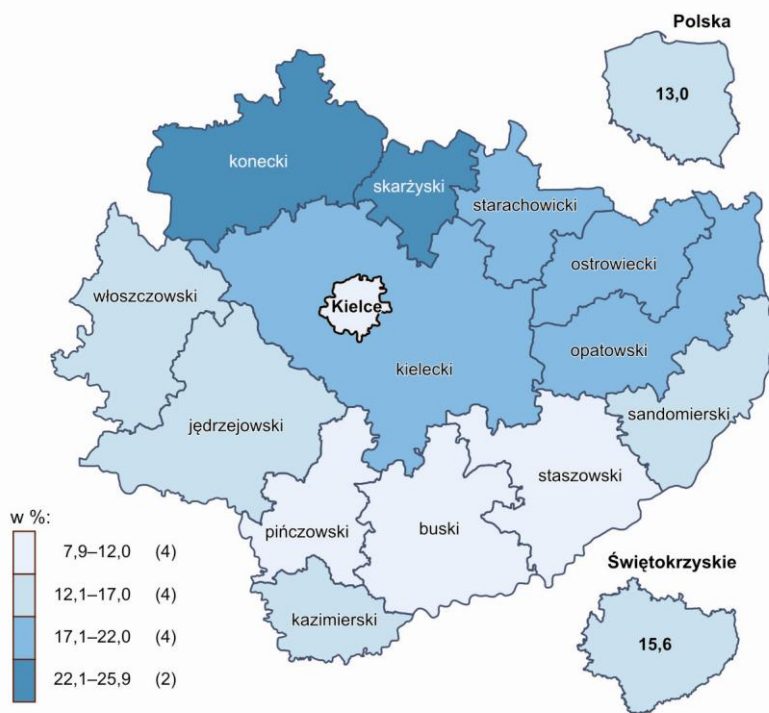 Polska
13,0
konecki
skarżyski
starachowicki
ostrowiecki
włoszczowski
Kielce
opatowski
kielecki
sandomierski
jędrzejowski
staszowski
w %:
pińczowski
buski
7,9–12,0 (4)
Świętokrzyskie
12,1–17,0 (4)
kazimierski
15,6
17,1–22,0 (4)
22,1–25,9 (2)